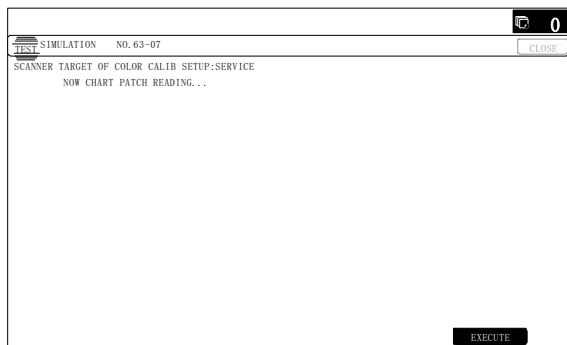 0
TEST SIMULATION NO.63-07 CLOSE
SCANNER TARGET OF COLOR CALIB SETUP:SERVICE
NOW CHART PATCH READING...
EXECUTE